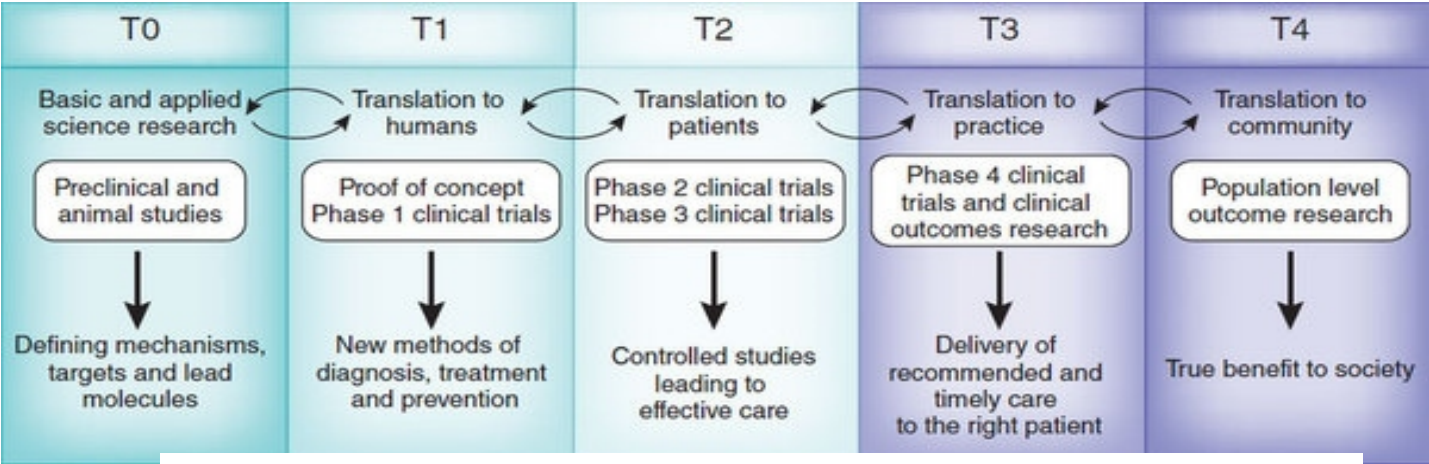 T0
Basic and applied
science research
Preclinical and
animal studies
Defining mechanisms,
targets and lead
molecules
T1
Translation to
humans
Proof of concept
Phase 1 clinical trials
New methods of
diagnosis, treatment
and prevention
T2
Translation to
patients
Phase 2 clinical trials
Phase 3 clinical trials
Controlled studies
leading to
effective care
T3
Translation to
practice
Phase 4 clinical
trials and clinical
outcomes research
Delivery of
recommended and
timely care
to the right patient
T4
Translation to
community
Population level
outcome research
True benefit to society